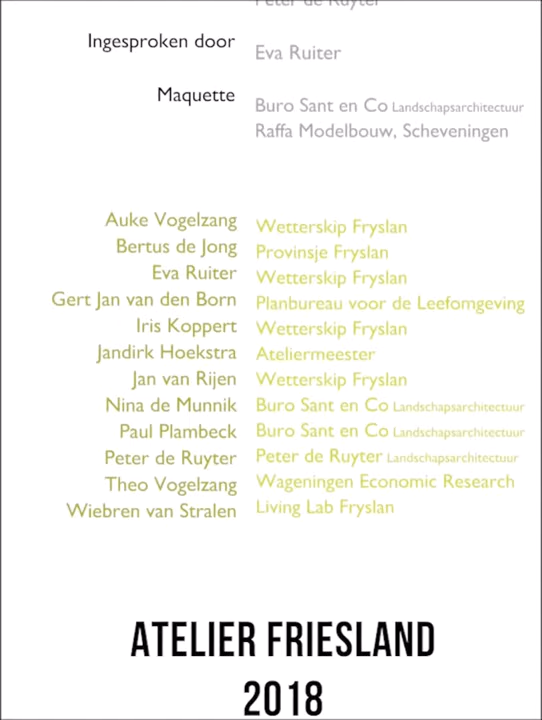 Peter de Ruyter
Ingesproken door Eva Ruiter
Maquette Buro Sant en Co Landschapsarchitectuur
Raffa Modelbouw, Scheveningen
Auke Vogelzang Wetterskip Fryslan
Bertus de Jong Provinsje Fryslan
Eva Ruiter Wetterskip Fryslan
Gert Jan van den Born Planbureau voor de Leefomgeving
Iris Koppert Wetterskip Fryslan
Jandirk Hoekstra Ateliermeester
Jan van Rijen Wetterskip Fryslan
Nina de Munnik Buro Sant en Co Landschapsarchitectuur
Paul Plambeck Buro Sant en Co Landschapsarchitectuur
Peter de Ruyter Peter de Ruyter Landschapsarchitectuur
Theo Vogelzang Wageningen Economic Research
Wiebren van Stralen Living Lab Fryslan
ATELIER FRIESLAND
2018